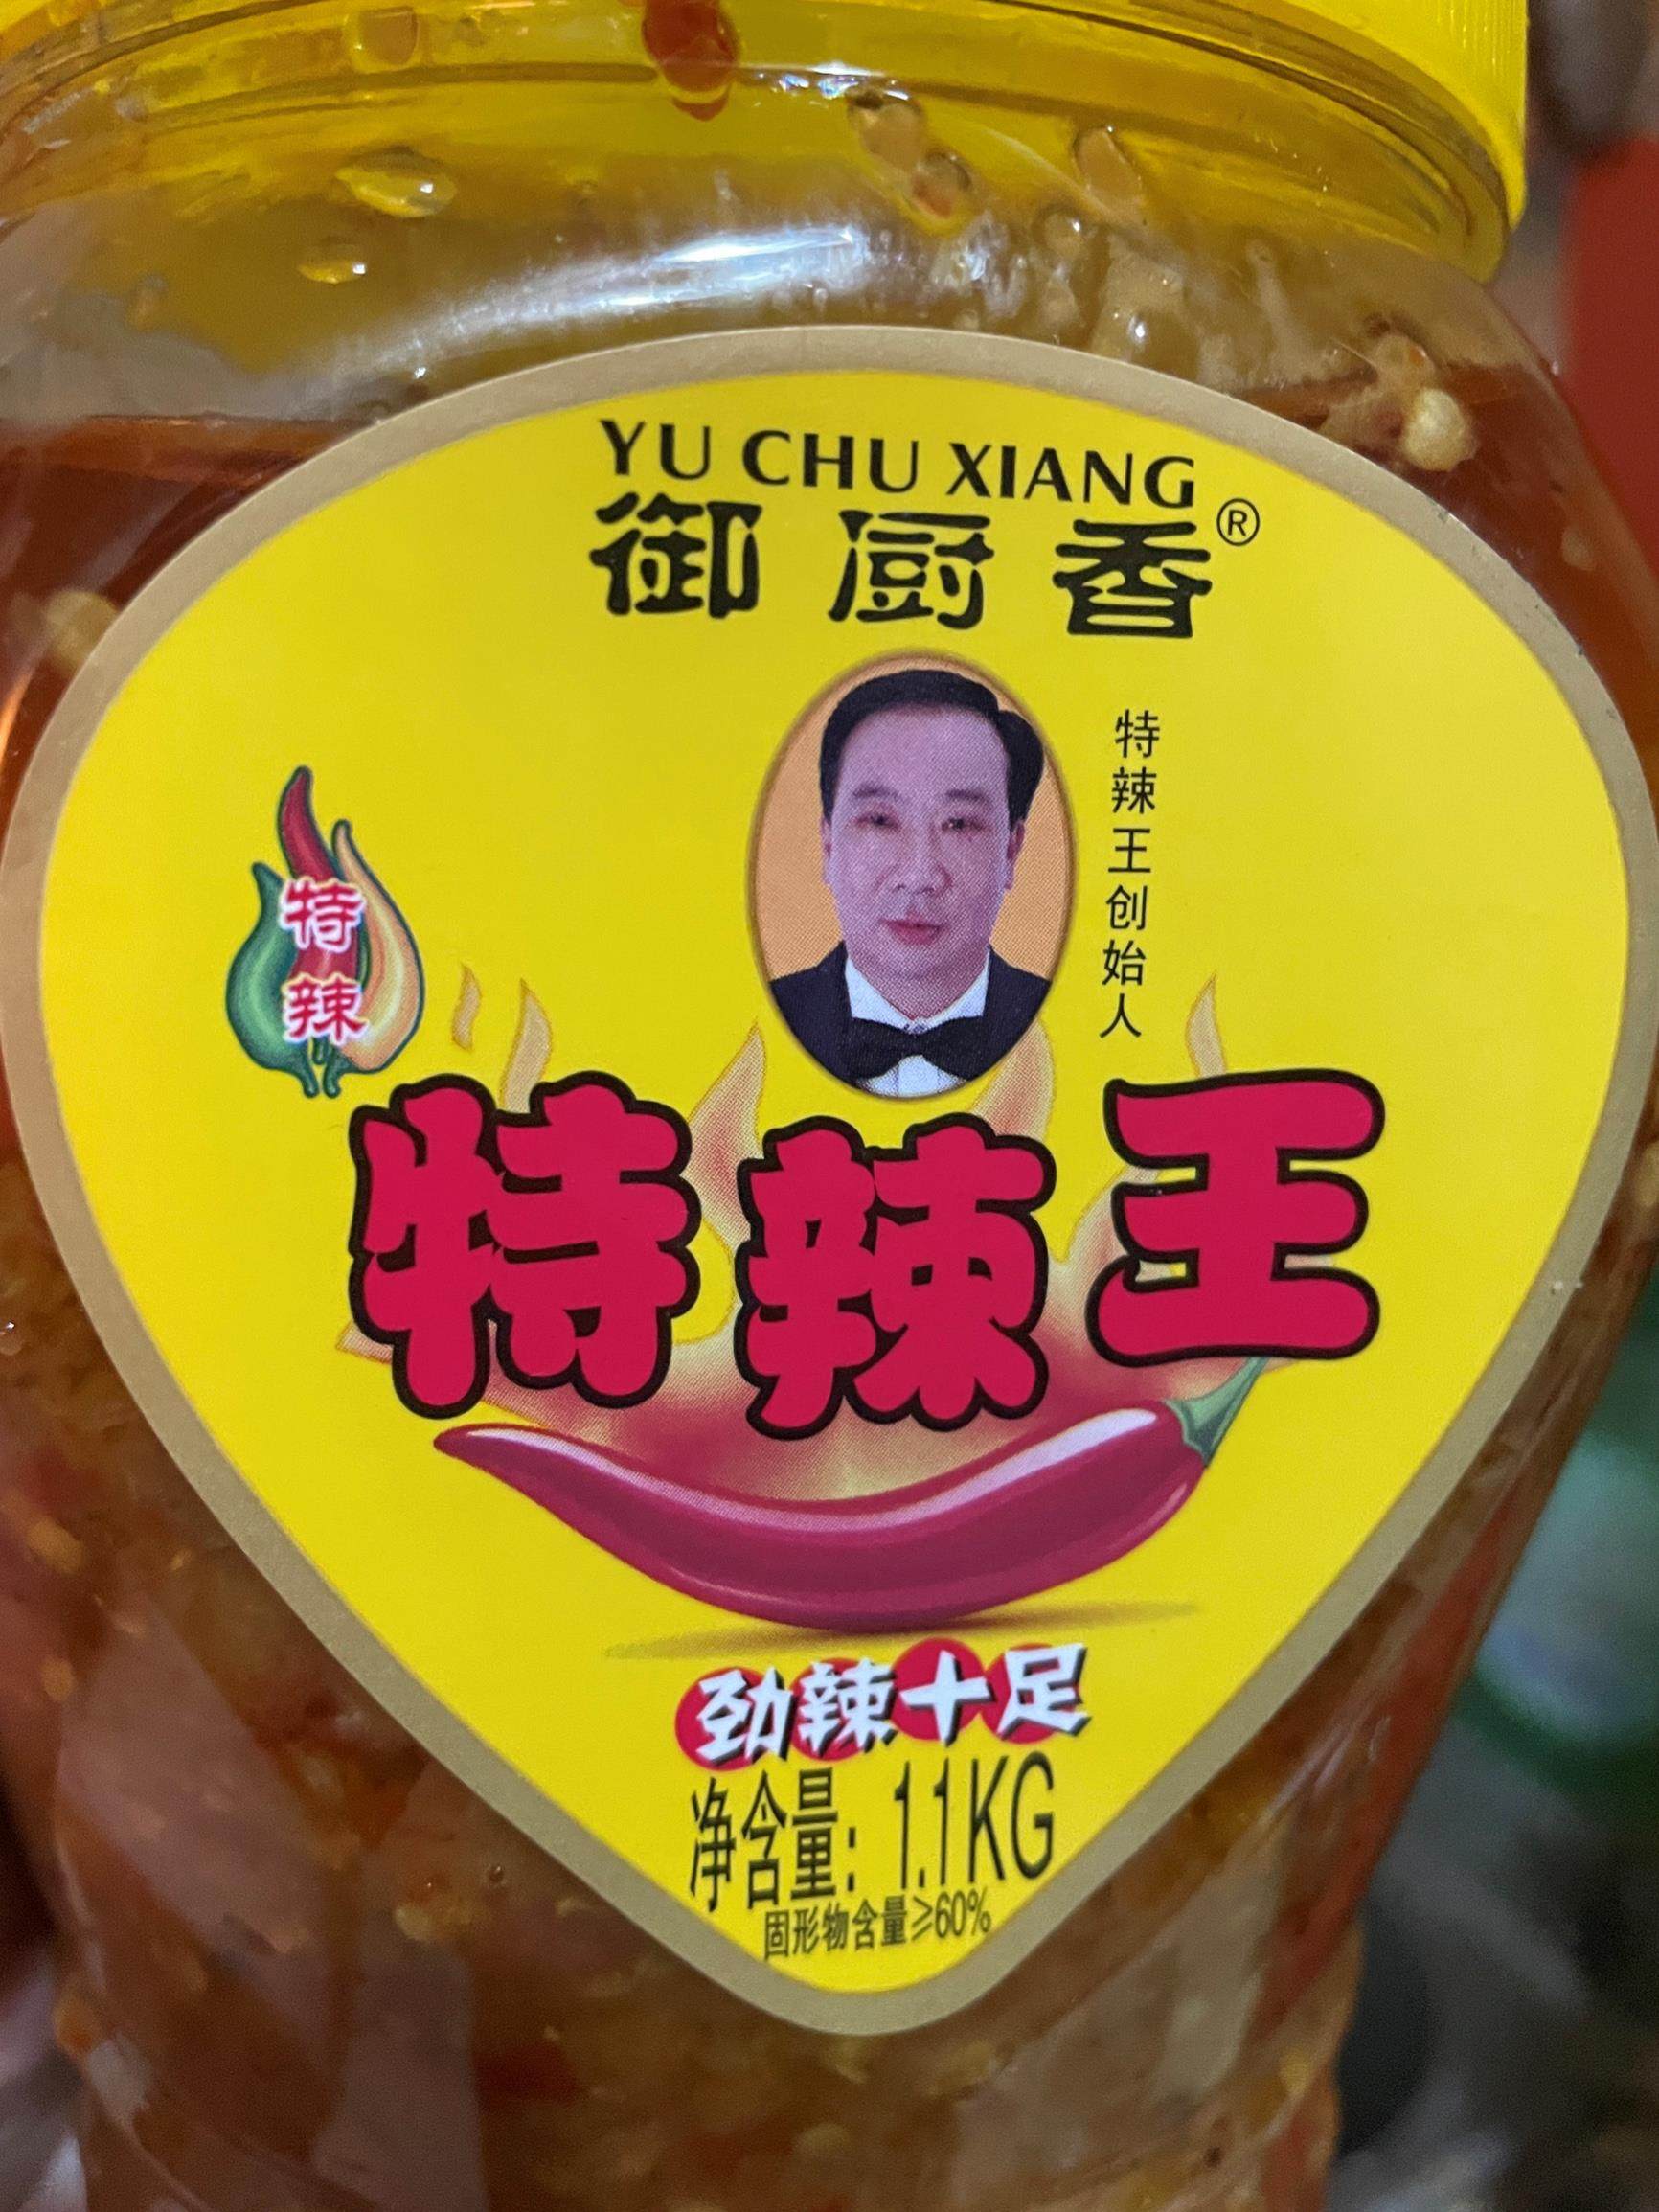 YU CHU XIANG
御厨香®
特辣王创始人
特辣
特辣王
劲辣十足
净含量：1.1KG
固形物含量≥60%